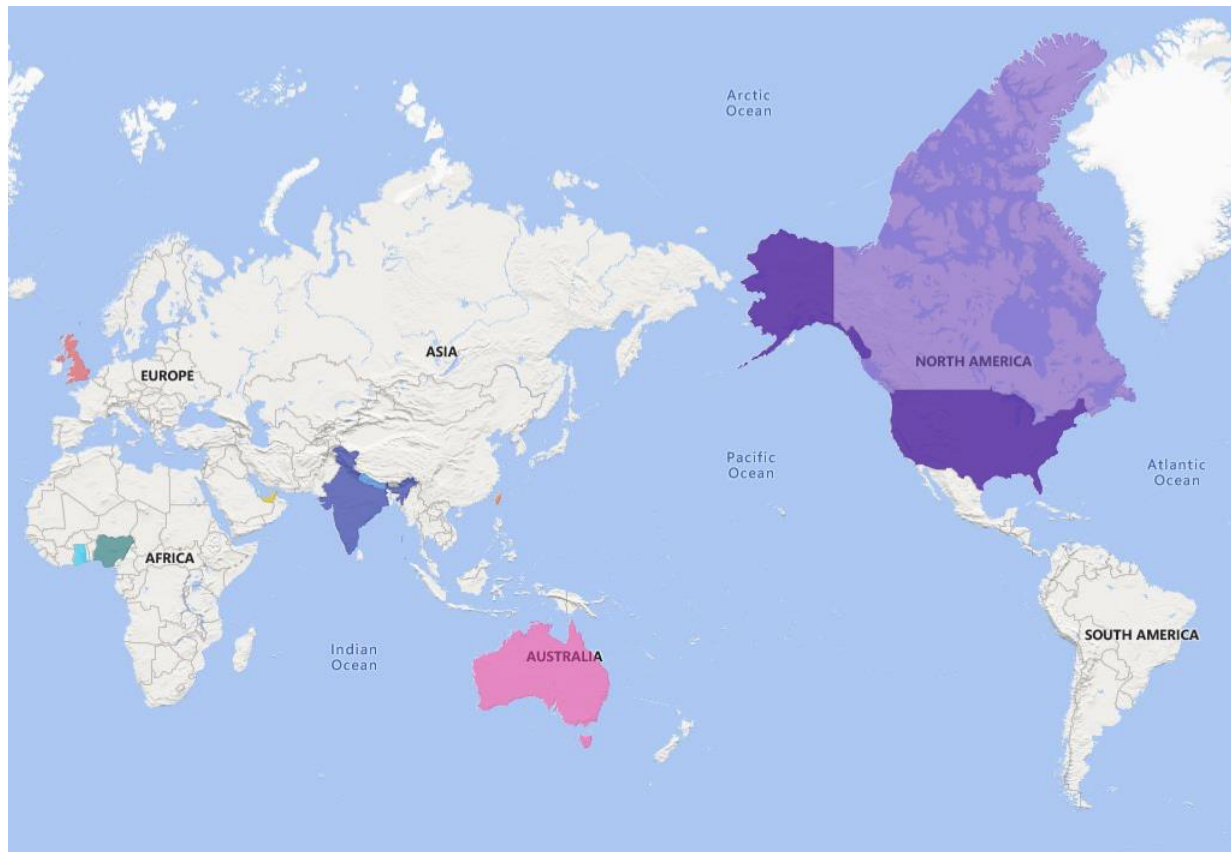 Arctic
Ocean
ASIA
NORTH AMERICA
EUROPE
Pacific
Ocean
Atlantic
Ocean
AFRICA
SOUTH AMERICA
Indian
Ocean
AUSTRALIA